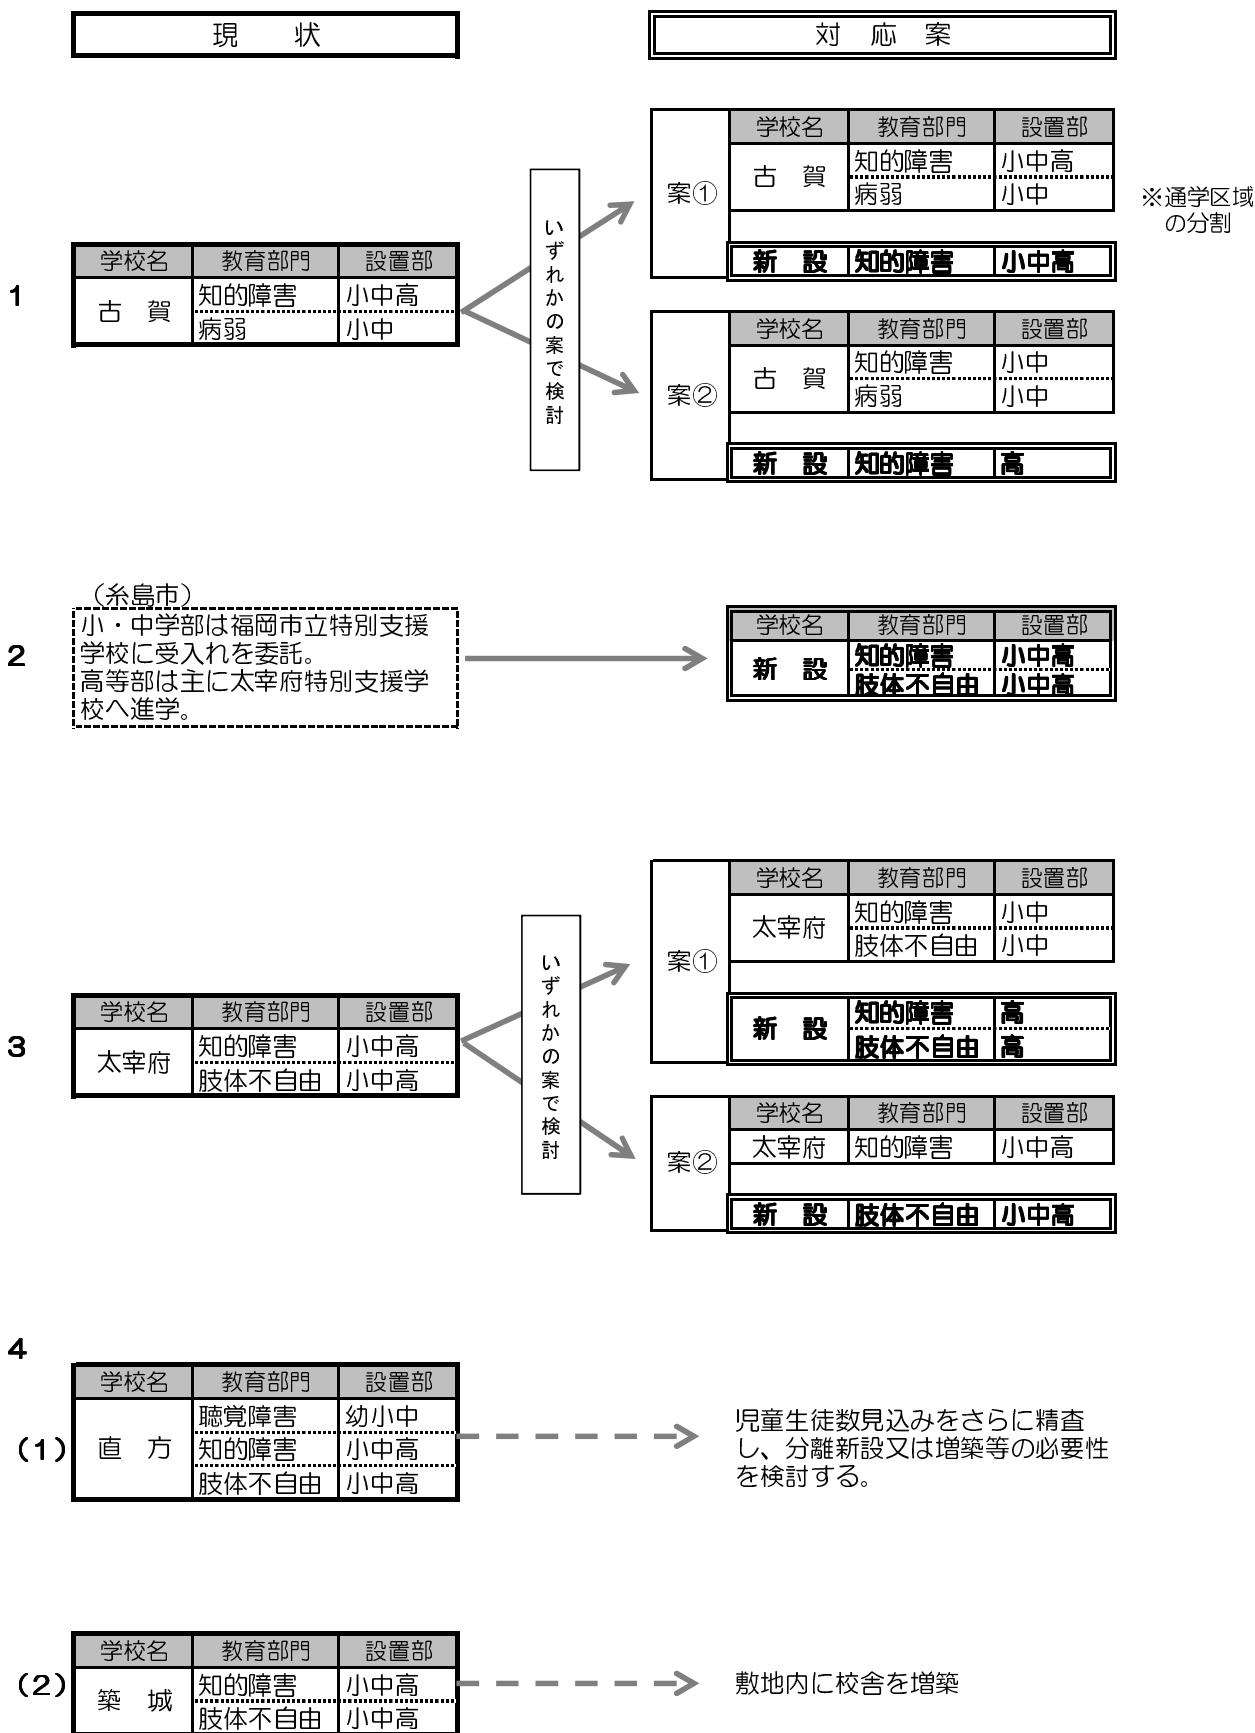 現　　状
対　応　案
1
学校名 教育部門 設置部
古　賀 知的障害 小中高
病弱 小中
いずれかの案で検討
案①
学校名 教育部門 設置部
古　賀 知的障害 小中高
病弱 小中
新　設 知的障害 小中高
※通学区域
の分割
案②
学校名 教育部門 設置部
古　賀 知的障害 小中
病弱 小中
新　設 知的障害 高
2
（糸島市）
小・中学部は福岡市立特別支援
学校に受入れを委託。
高等部は主に太宰府特別支援学
校へ進学。
学校名 教育部門 設置部
新　設 知的障害 小中高
肢体不自由 小中高
3
学校名 教育部門 設置部
太宰府 知的障害 小中高
肢体不自由 小中高
いずれかの案で検討
案①
学校名 教育部門 設置部
太宰府 知的障害 小中
肢体不自由 小中
新　設 知的障害 高
肢体不自由 高
案②
学校名 教育部門 設置部
太宰府 知的障害 小中高
新　設 肢体不自由 小中高
4
（1）
学校名 教育部門 設置部
直　方 聴覚障害 幼小中
知的障害 小中高
肢体不自由 小中高
児童生徒数見込みをさらに精査
し、分離新設又は増築等の必要性
を検討する。
（2）
学校名 教育部門 設置部
築　城 知的障害 小中高
肢体不自由 小中高
敷地内に校舎を増築